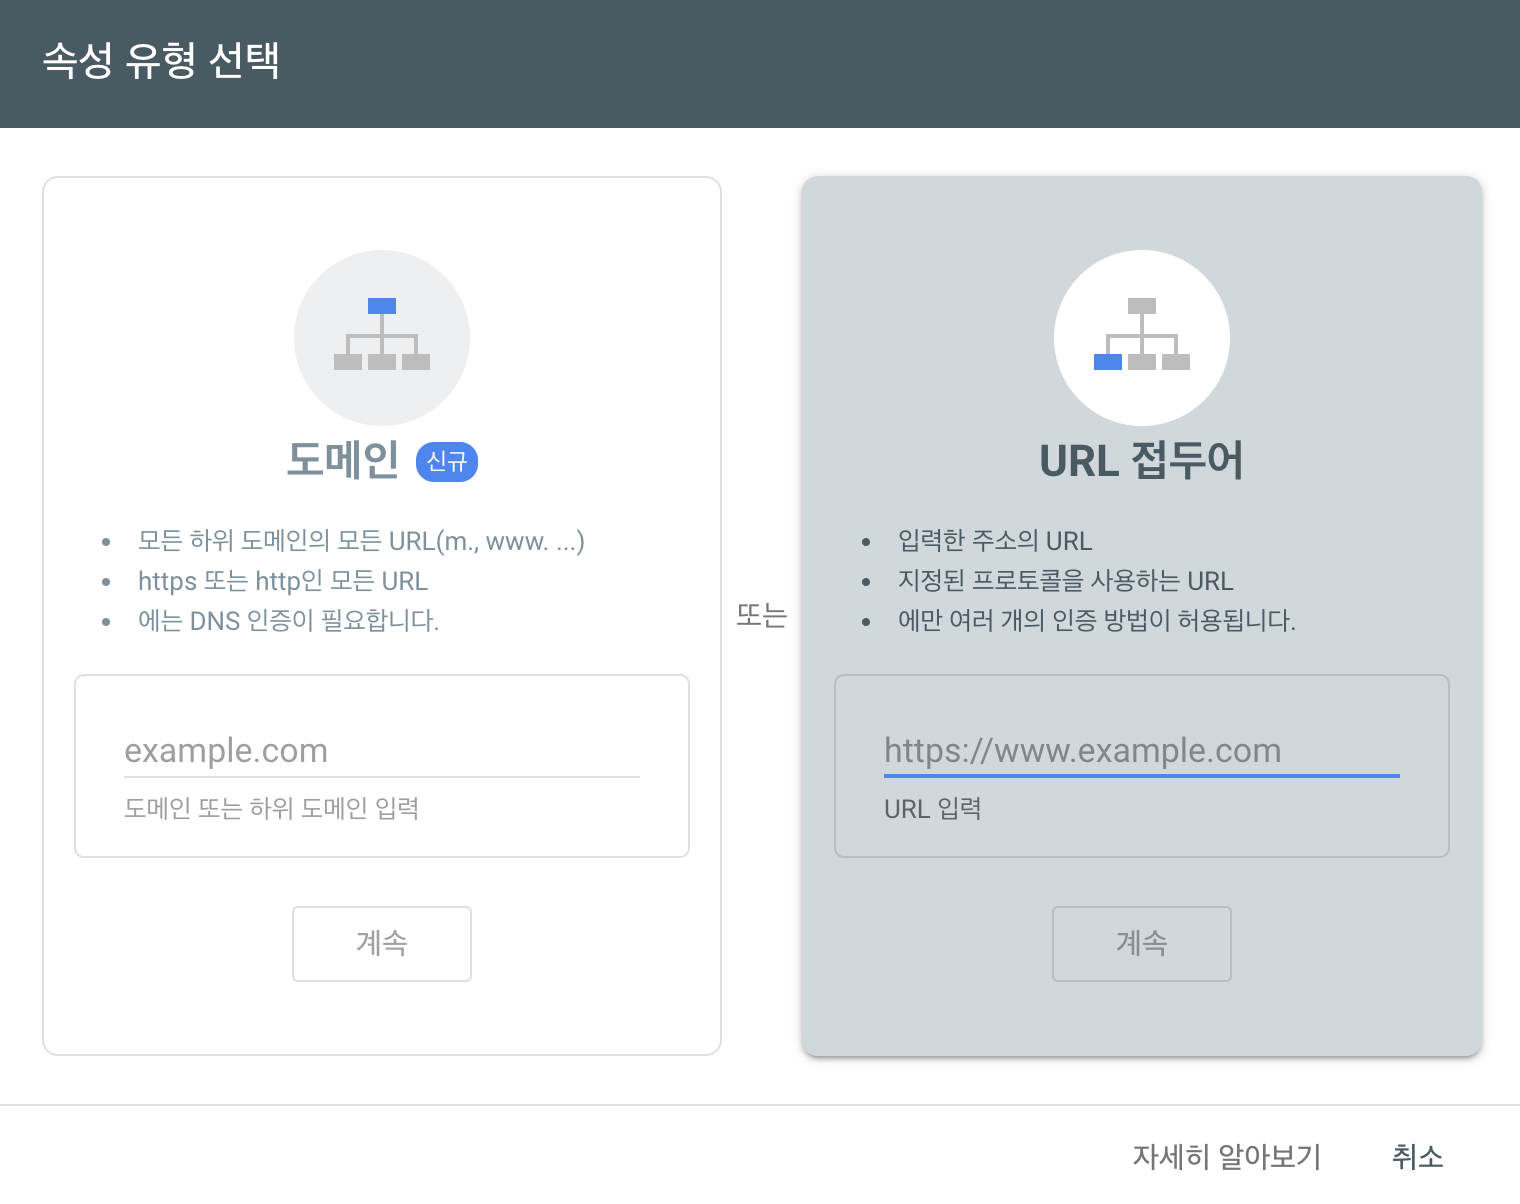 속성 유형 선택
도메인 신규
모든 하위 도메인의 모든 URL(m., www. ...)
https 또는 http인 모든 URL
에는 DNS 인증이 필요합니다.
example.com
도메인 또는 하위 도메인 입력
계속
또는
URL 접두어
입력한 주소의 URL
지정된 프로토콜을 사용하는 URL
에만 여러 개의 인증 방법이 허용됩니다.
https://www.example.com
URL 입력
계속
자세히 알아보기 취소